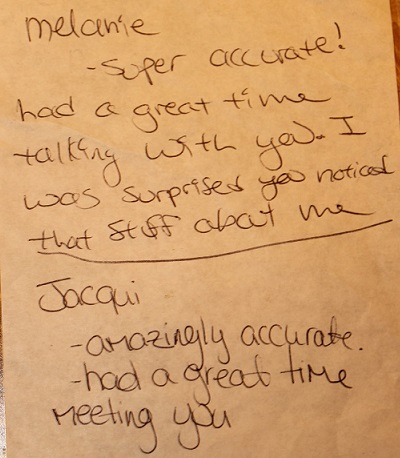 melanie
-Super accurate!
had a great time
talking with you. I
was surprised you noticed
that stuff about me
Jacqui
-amazingly accurate.
-had a great time
meeting you